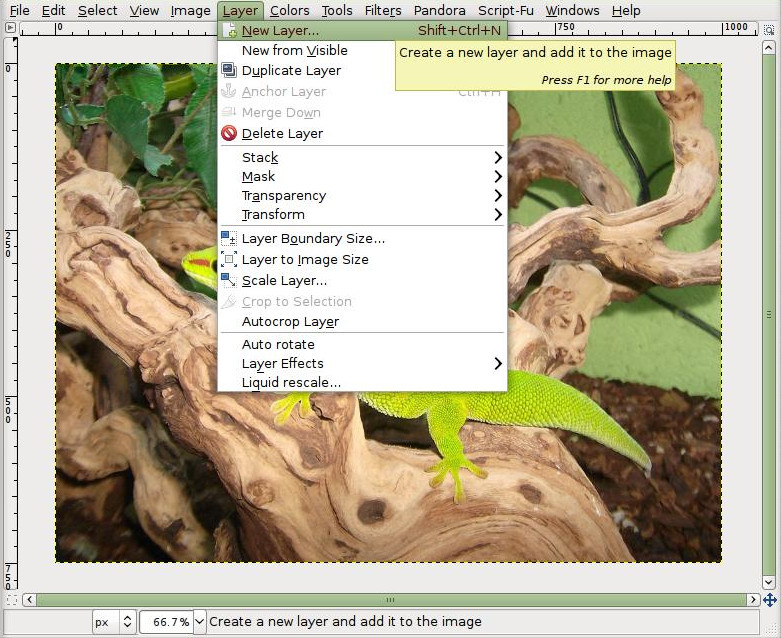 File Edit Select View Image Layer Colors Tools Filters Pandora Script-Fu Windows Help
0 750 1000
New Layer... Shift+Ctrl+N
New from Visible
Create a new layer and add it to the image
Press F1 for more help
Duplicate Layer
Anchor Layer Ctrl+H
Merge Down
Delete Layer
Stack
Mask
Transparency
Transform
Layer Boundary Size...
Layer to Image Size
Scale Layer...
Crop to Selection
Autocrop Layer
Auto rotate
Layer Effects
Liquid rescale...
0
250
500
750
px 66.7% Create a new layer and add it to the image